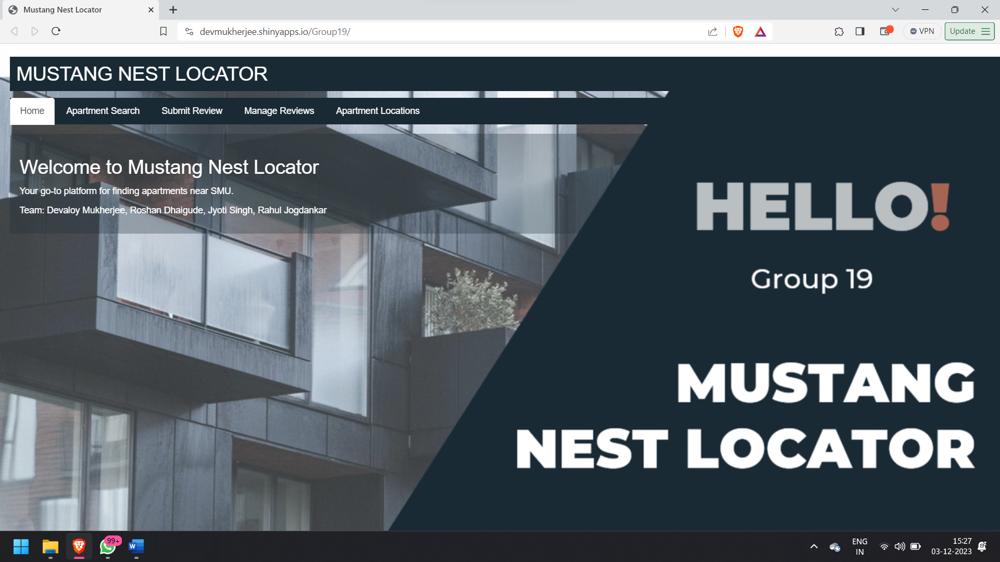 Mustang Nest Locator
devmukherjee.shinyapps.io/Group19/
VPN
Update
MUSTANG NEST LOCATOR
Home
Apartment Search
Submit Review
Manage Reviews
Apartment Locations
Welcome to Mustang Nest Locator
Your go-to platform for finding apartments near SMU.
Team: Devaloy Mukherjee, Roshan Dhaigude, Jyoti Singh, Rahul Jogdankar
HELLO!
Group 19
MUSTANG
NEST LOCATOR
99+
W
ENG
IN
15:27
03-12-2023